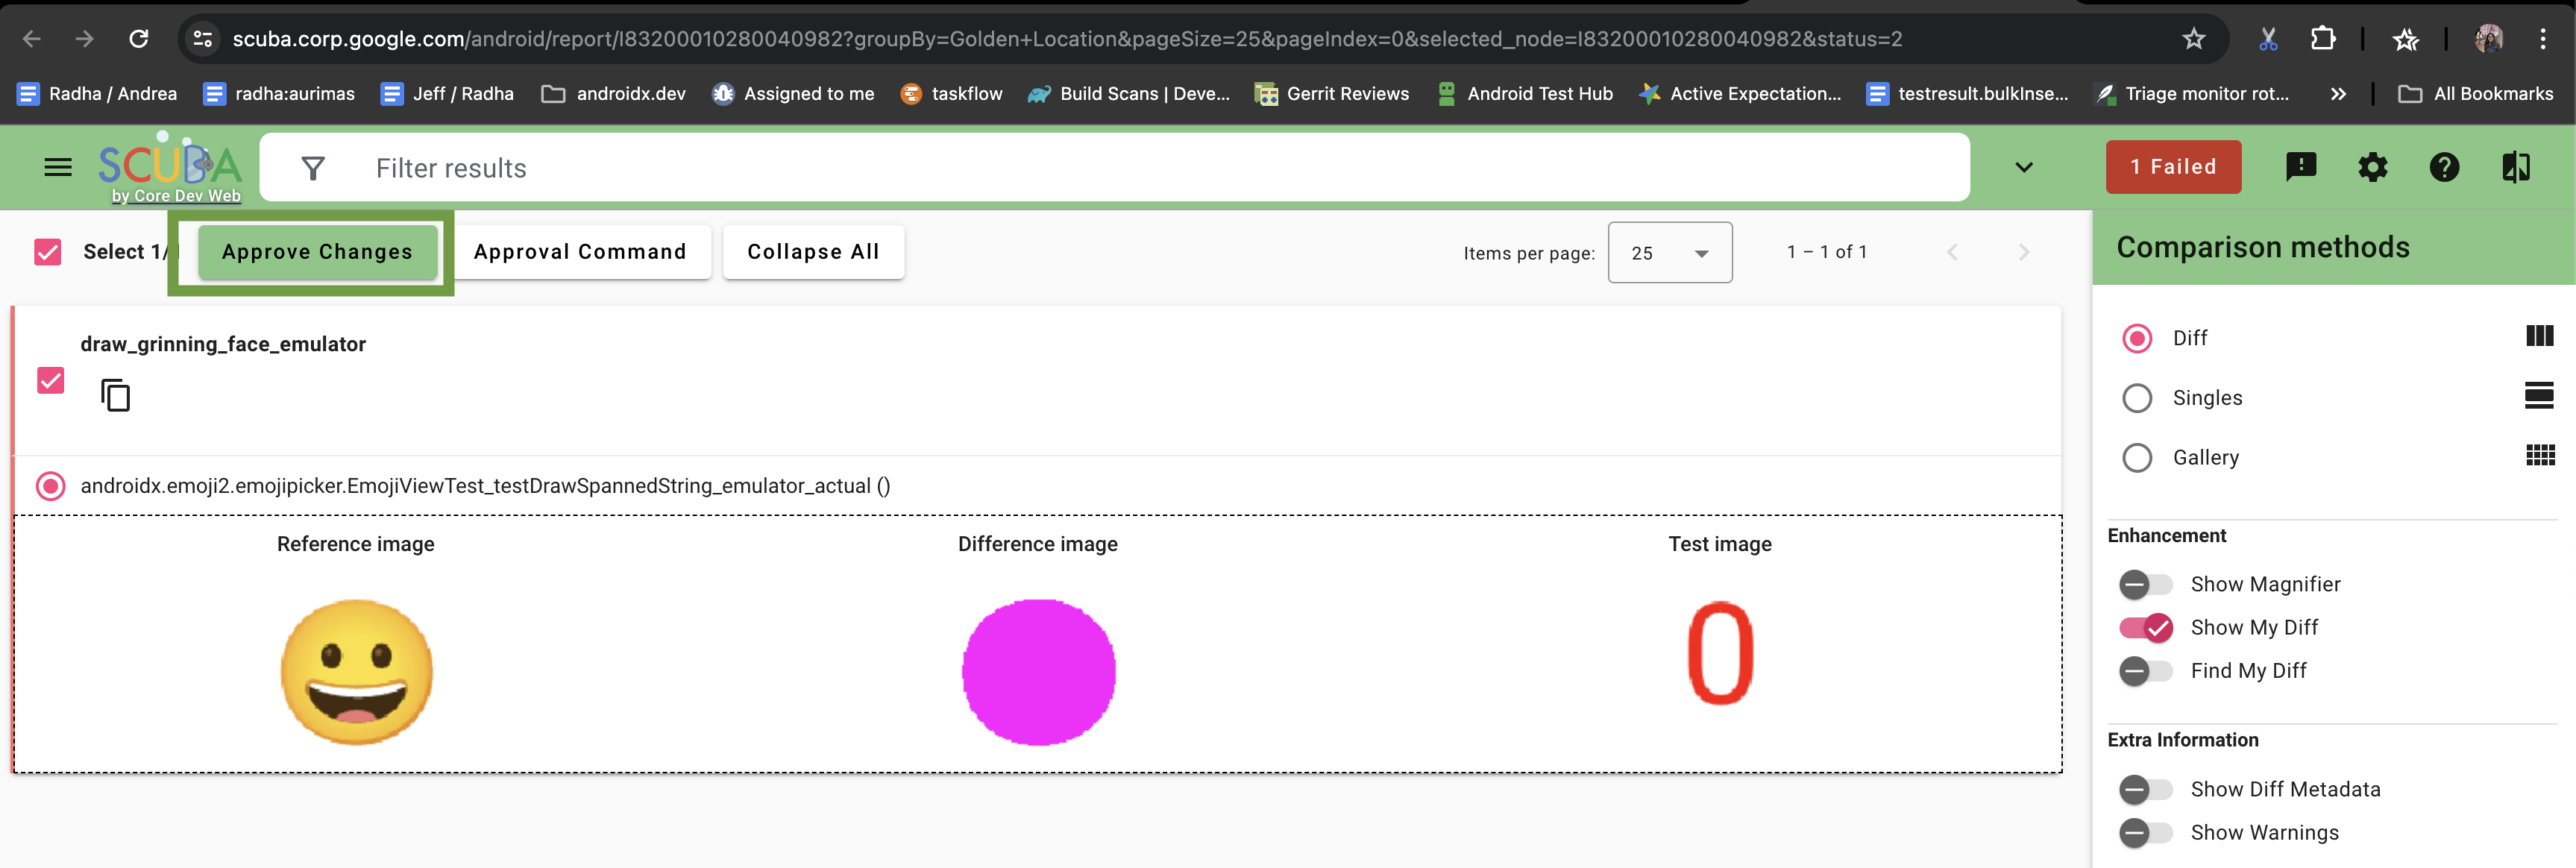 scuba.corp.google.com/android/report/I83200010280040982?groupBy=Golden+Location&pageSize=25&pageIndex=0&selected_node=I83200010280040982&status=2
Radha / Andrea radha:aurimas Jeff / Radha androidx.dev Assigned to me taskflow Build Scans | Deve... Gerrit Reviews Android Test Hub Active Expectation... testresult.bulkInse... Triage monitor rot... All Bookmarks
SCUBA
by Core Dev Web
Filter results
1 Failed
Select 1/
Approve Changes
Approval Command
Collapse All
Items per page:
25
1 – 1 of 1
draw_grinning_face_emulator
androidx.emoji2.emojipicker.EmojiViewTest_testDrawSpannedString_emulator_actual ()
Reference image
Difference image
Test image
0
Comparison methods
Diff
Singles
Gallery
Enhancement
Show Magnifier
Show My Diff
Find My Diff
Extra Information
Show Diff Metadata
Show Warnings